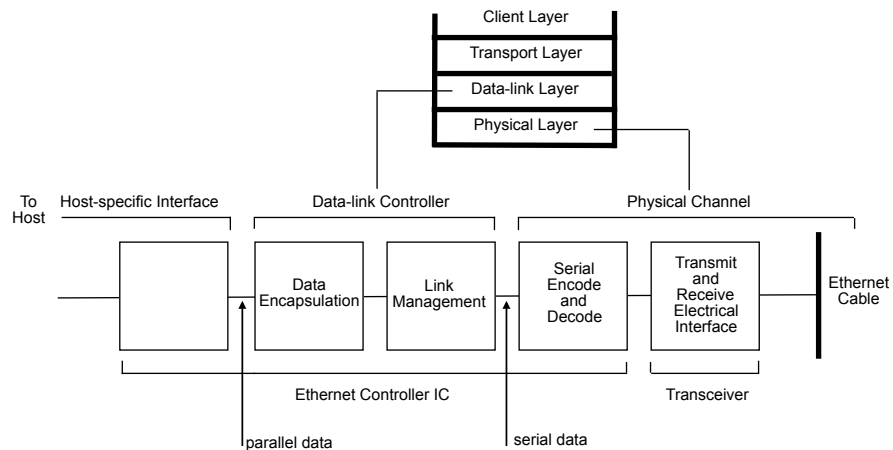 Client Layer
Transport Layer
Data-link Layer
Physical Layer
To
Host
Host-specific Interface
Data-link Controller
Physical Channel
Data
Encapsulation
Link
Management
Serial
Encode
and
Decode
Transmit
and
Receive
Electrical
Interface
Ethernet
Cable
Ethernet Controller IC
Transceiver
parallel data
serial data